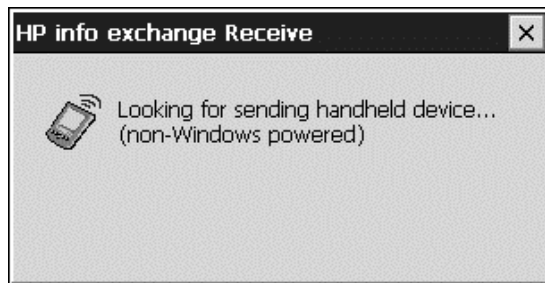 HP info exchange Receive
Looking for sending handheld device...
(non-Windows powered)